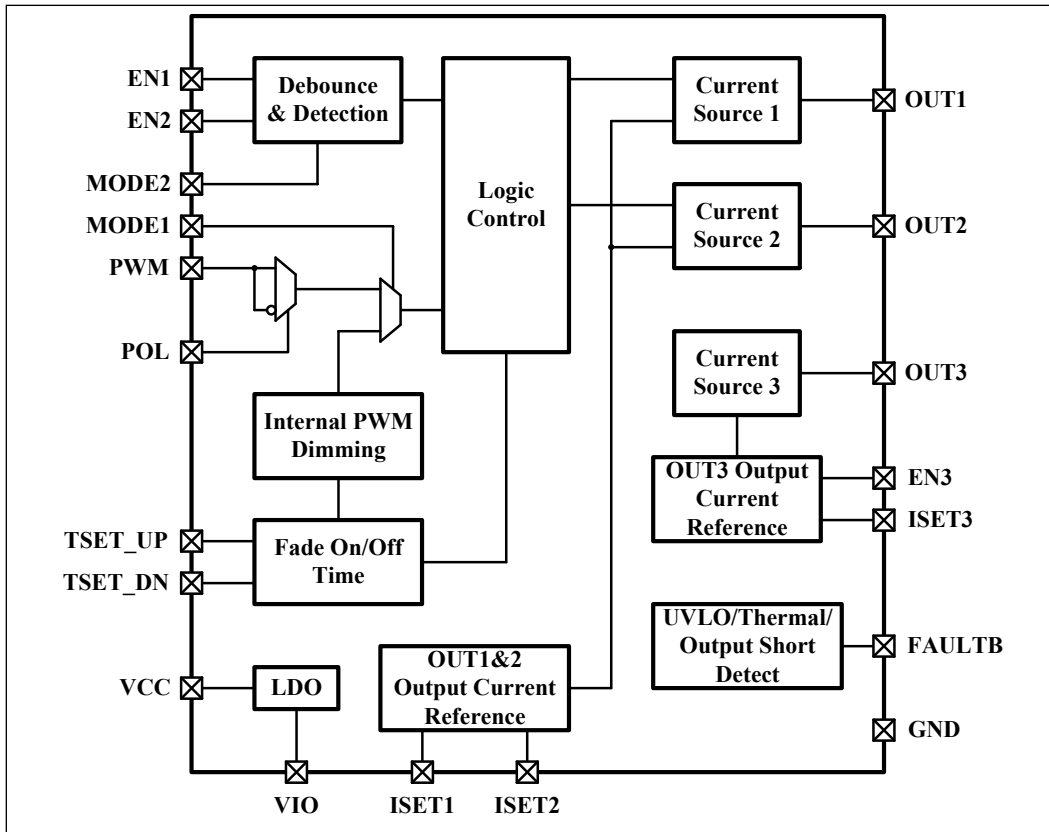 EN1
EN2
MODE2
MODE1
PWM
POL
TSET_UP
TSET_DN
VCC
Debounce
& Detection
Logic
Control
Internal PWM
Dimming
Fade On/Off
Time
LDO
OUT1&2
Output Current
Reference
Current
Source 1
Current
Source 2
Current
Source 3
OUT3 Output
Current
Reference
UVLO/Thermal/
Output Short
Detect
OUT1
OUT2
OUT3
EN3
ISET3
FAULTB
GND
VIO
ISET1
ISET2